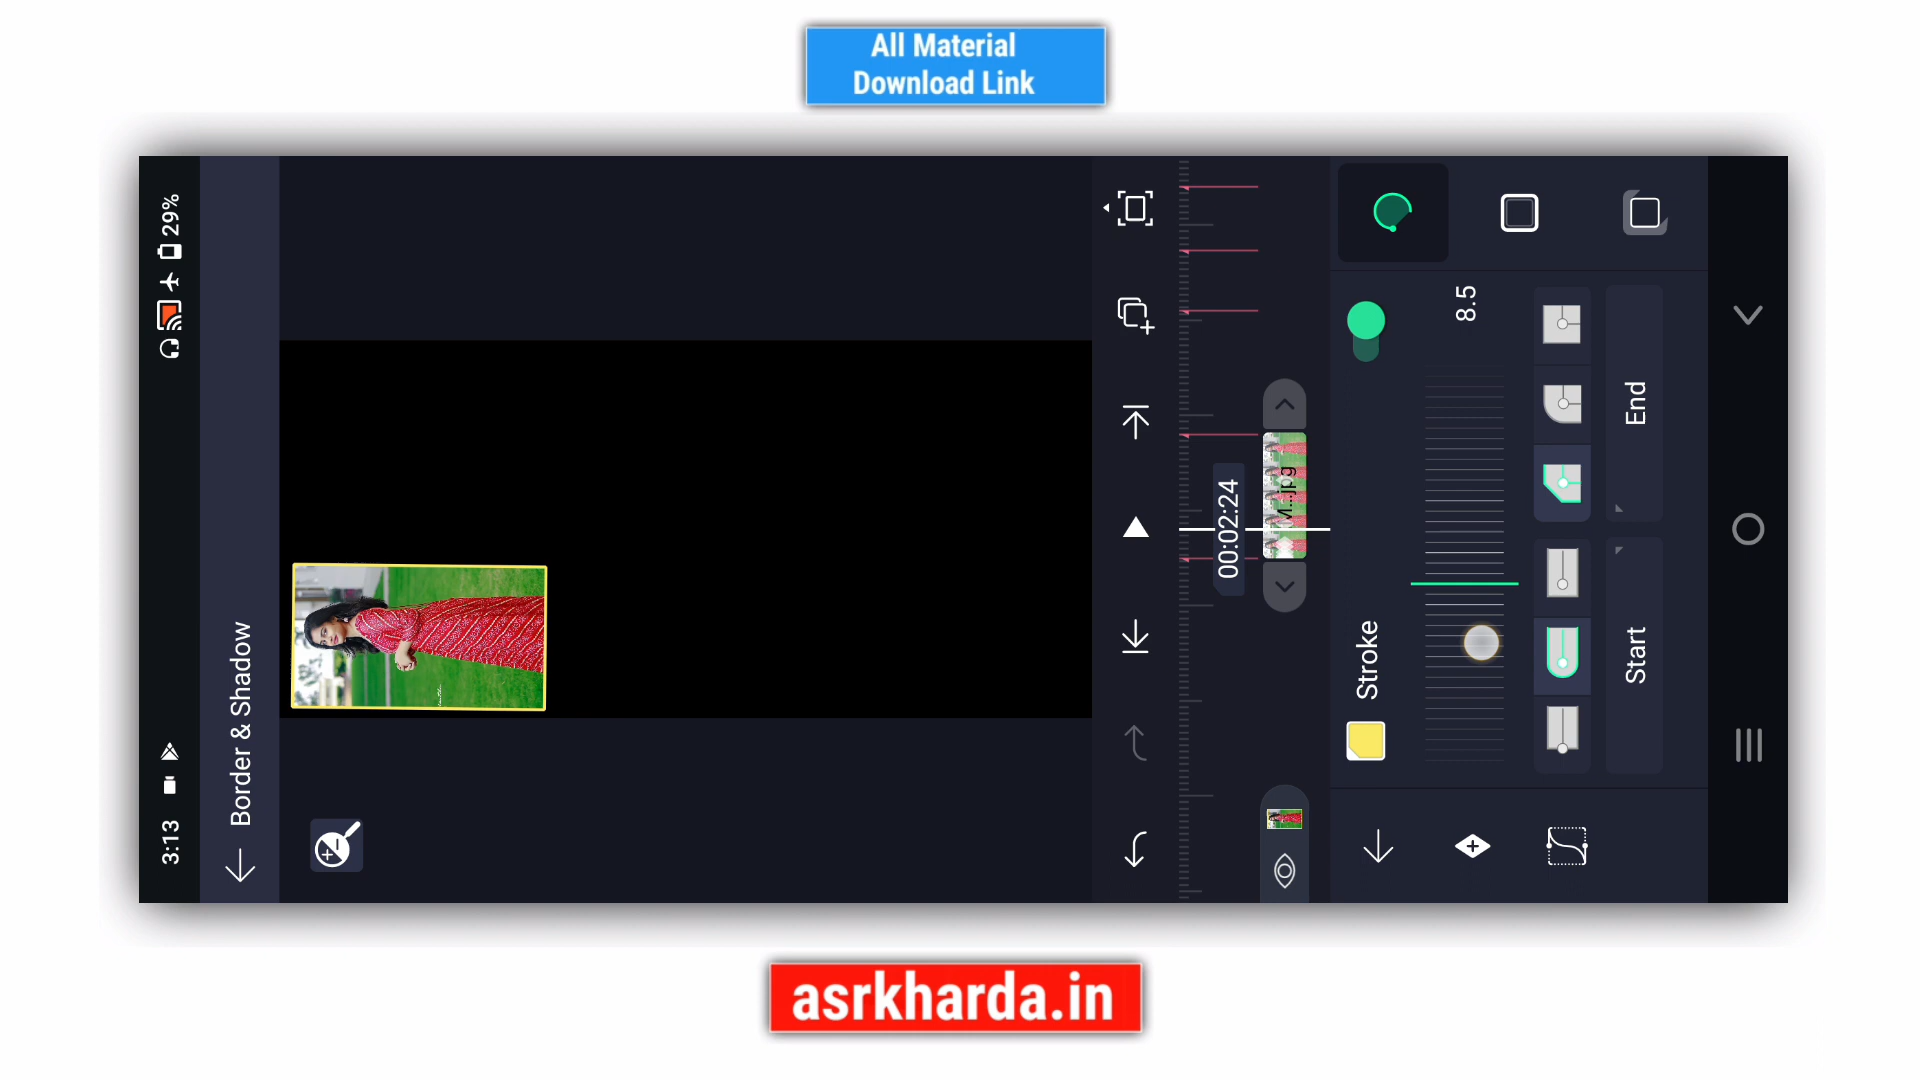 All Material
Download Link
3:13
29%
Border & Shadow
00:02:24
M...jpg
Stroke
8.5
Start
End
asrkharda.in